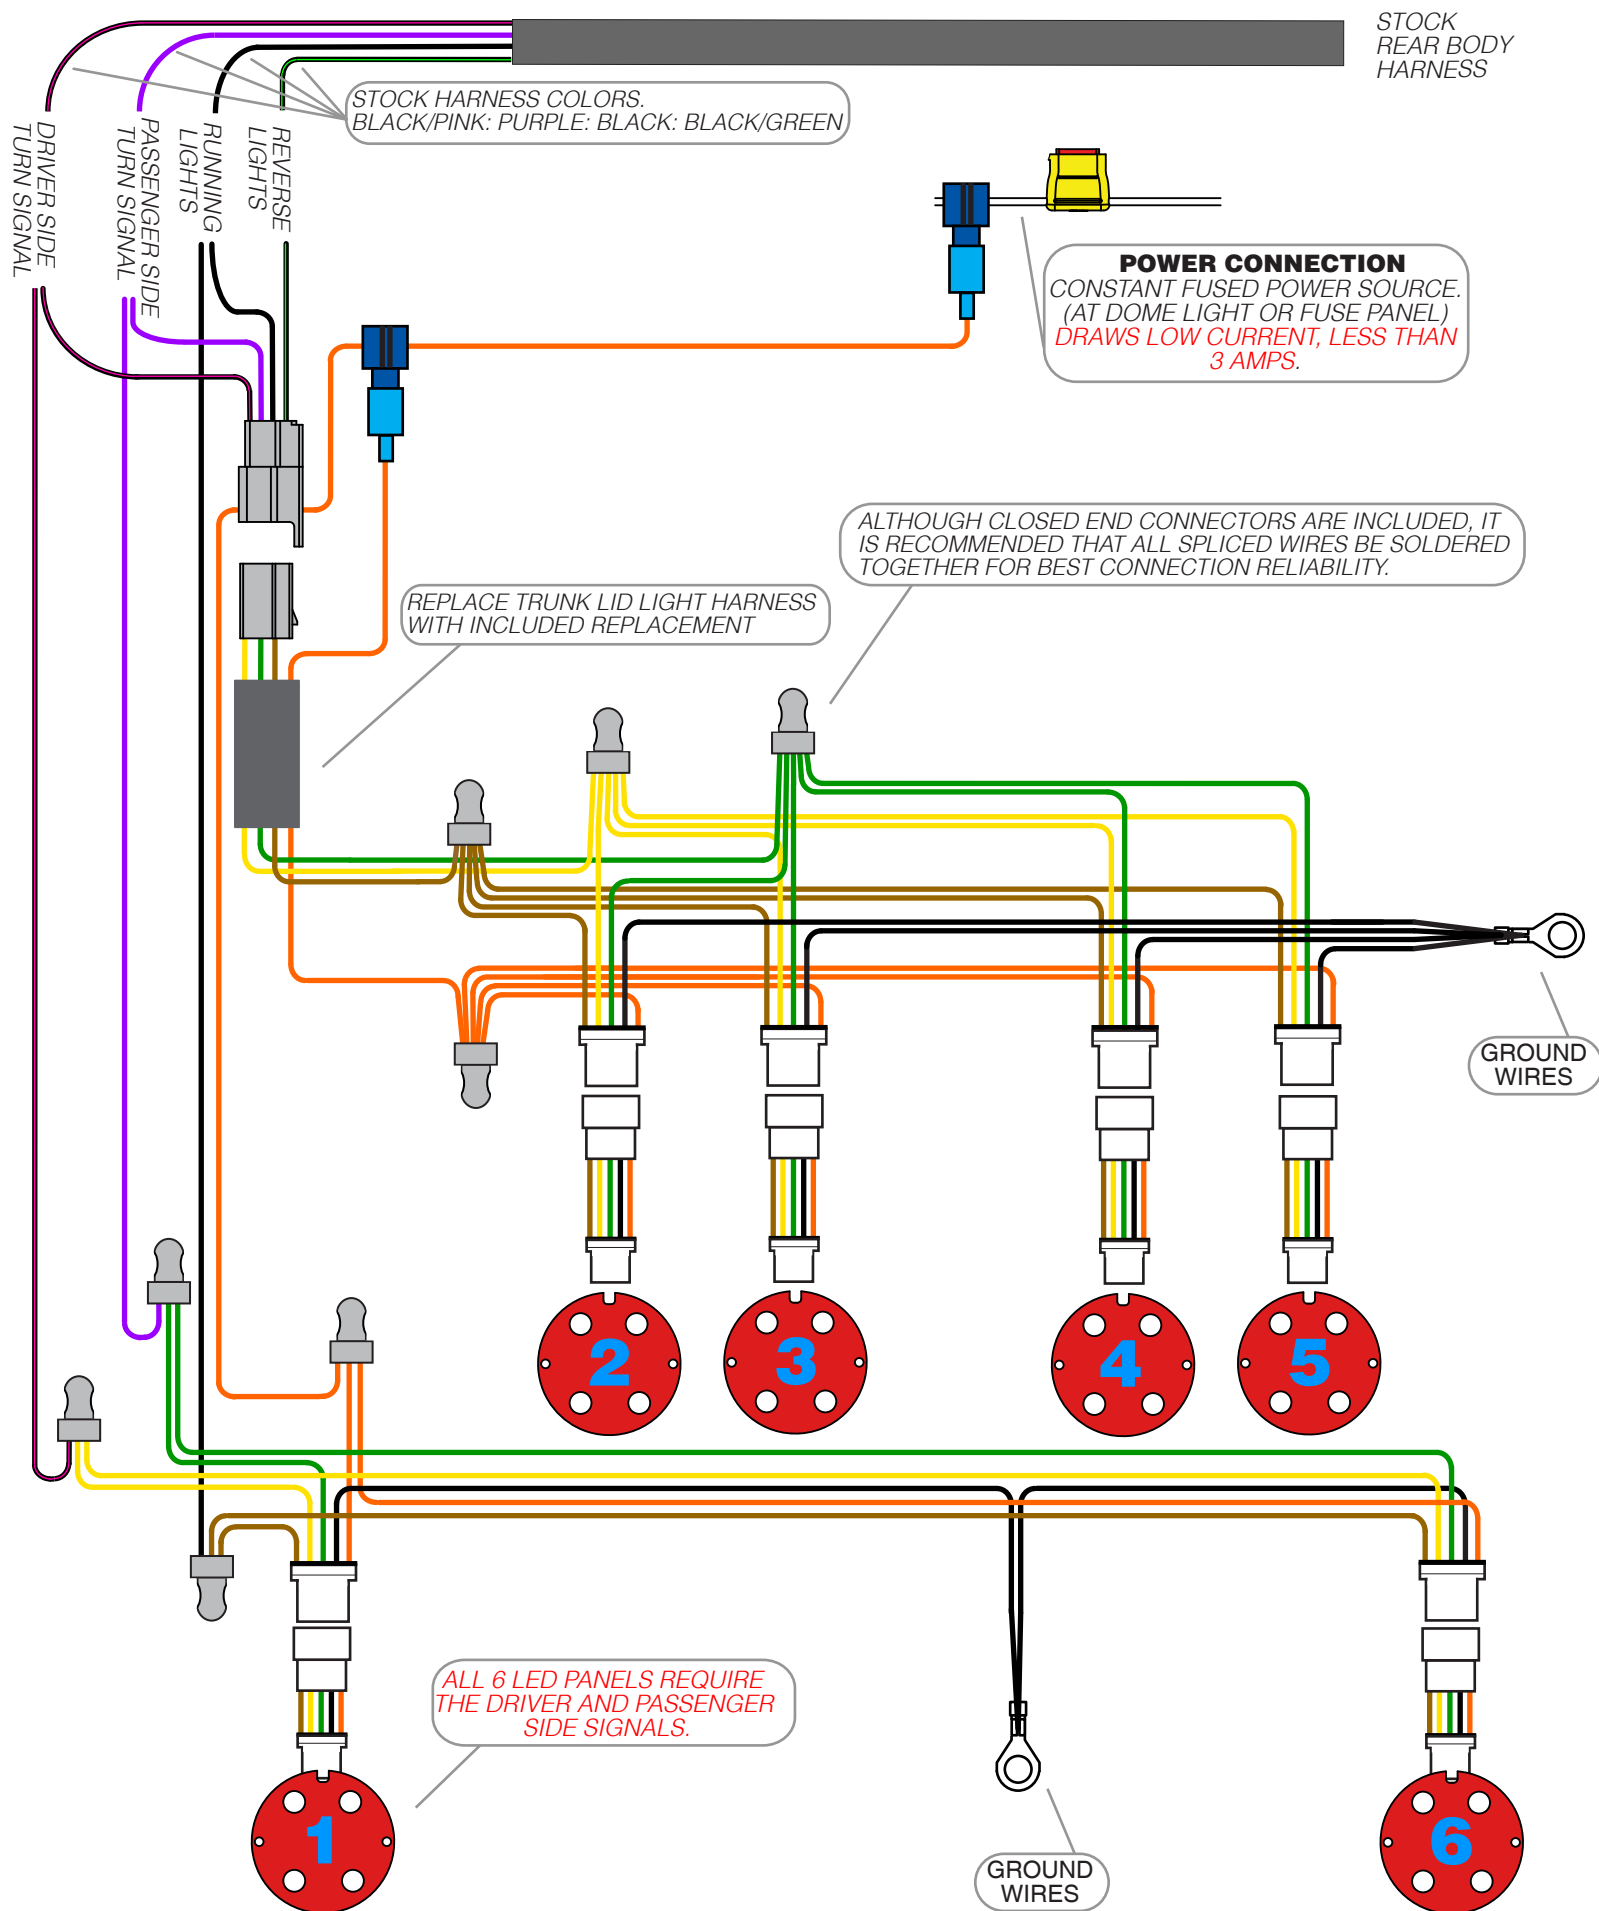 STOCK
REAR BODY
HARNESS
STOCK HARNESS COLORS.
BLACK/PINK: PURPLE: BLACK: BLACK/GREEN
DRIVER SIDE
TURN SIGNAL
PASSENGER SIDE
TURN SIGNAL
RUNNING
LIGHTS
REVERSE
LIGHTS
POWER CONNECTION
CONSTANT FUSED POWER SOURCE.
(AT DOME LIGHT OR FUSE PANEL)
DRAWS LOW CURRENT, LESS THAN
3 AMPS.
ALTHOUGH CLOSED END CONNECTORS ARE INCLUDED, IT
IS RECOMMENDED THAT ALL SPLICED WIRES BE SOLDERED
TOGETHER FOR BEST CONNECTION RELIABILITY.
REPLACE TRUNK LID LIGHT HARNESS
WITH INCLUDED REPLACEMENT
GROUND
WIRES
2
3
4
5
ALL 6 LED PANELS REQUIRE
THE DRIVER AND PASSENGER
SIDE SIGNALS.
1
6
GROUND
WIRES